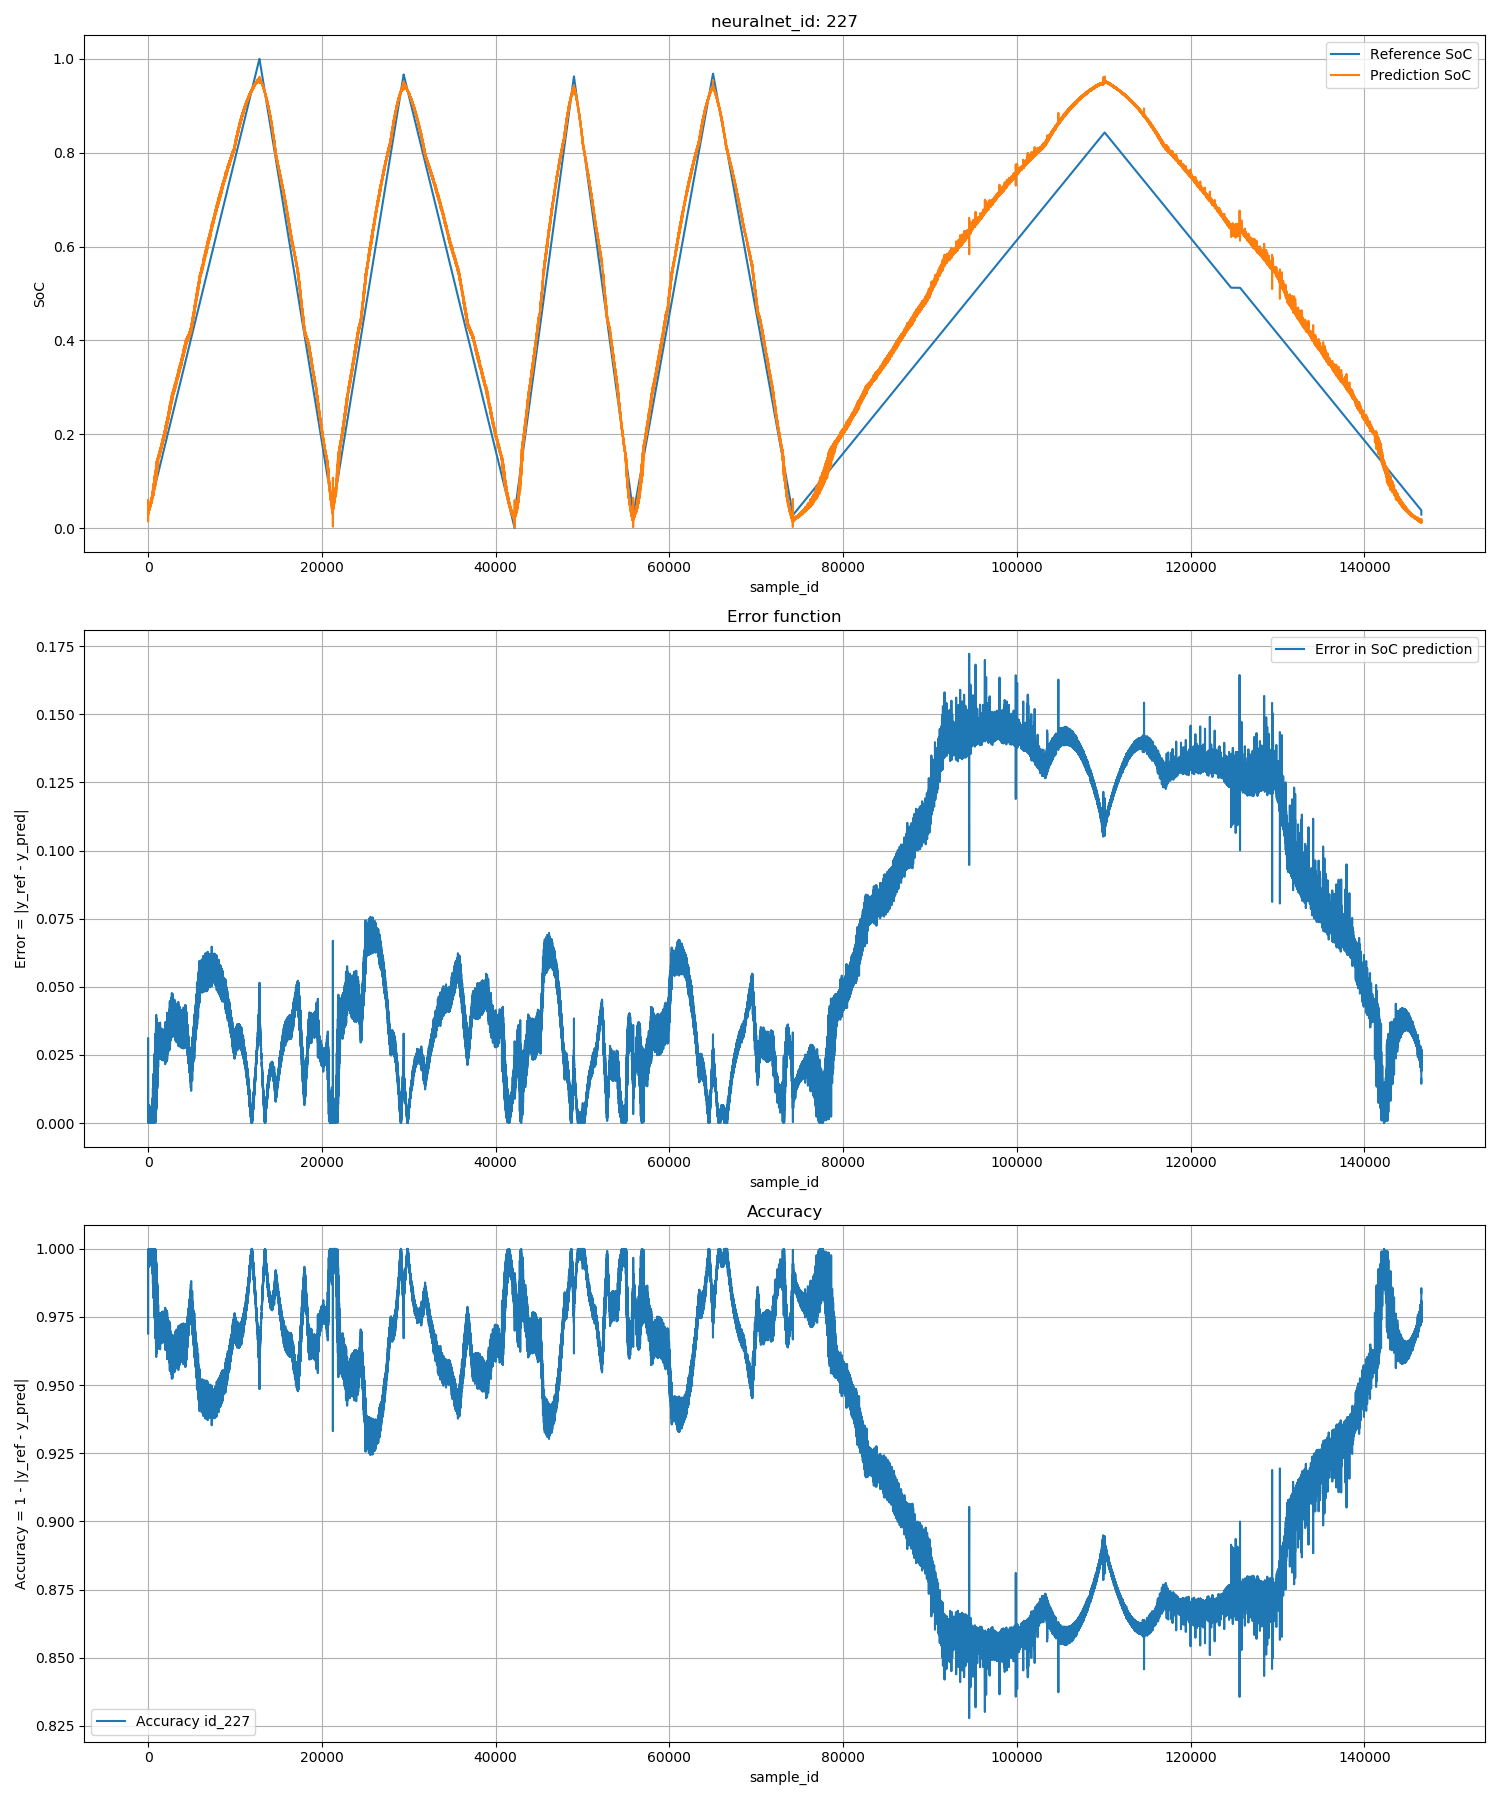 neuralnet_id: 227
Reference SoC
Prediction SoC
SoC
1.0
0.8
0.6
0.4
0.2
0.0
0 20000 40000 60000 80000 100000 120000 140000
sample_id
Error function
Error in SoC prediction
Error = |y_ref - y_pred|
0.175
0.150
0.125
0.100
0.075
0.050
0.025
0.000
0 20000 40000 60000 80000 100000 120000 140000
sample_id
Accuracy
Accuracy = 1 - |y_ref - y_pred|
1.000
0.975
0.950
0.925
0.900
0.875
0.850
0.825
Accuracy id_227
0 20000 40000 60000 80000 100000 120000 140000
sample_id